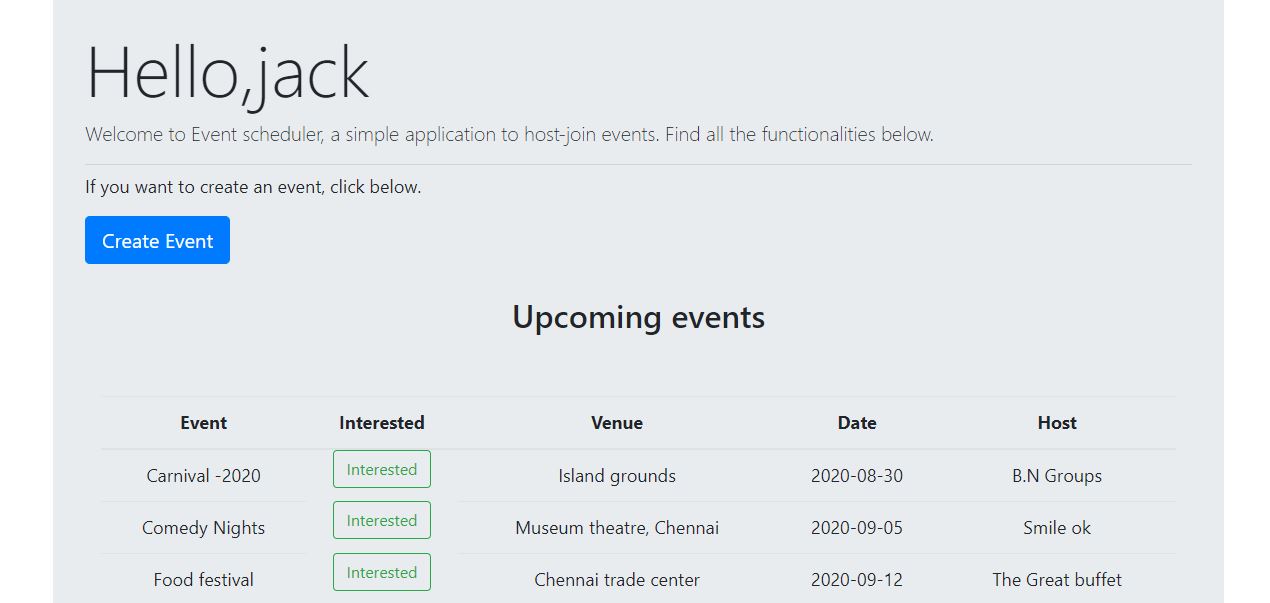 Hello,jack
Welcome to Event scheduler, a simple application to host-join events. Find all the functionalities below.
If you want to create an event, click below.
Create Event
Upcoming events
Event Interested Venue Date Host
Carnival -2020 Interested Island grounds 2020-08-30 B.N Groups
Comedy Nights Interested Museum theatre, Chennai 2020-09-05 Smile ok
Food festival Interested Chennai trade center 2020-09-12 The Great buffet